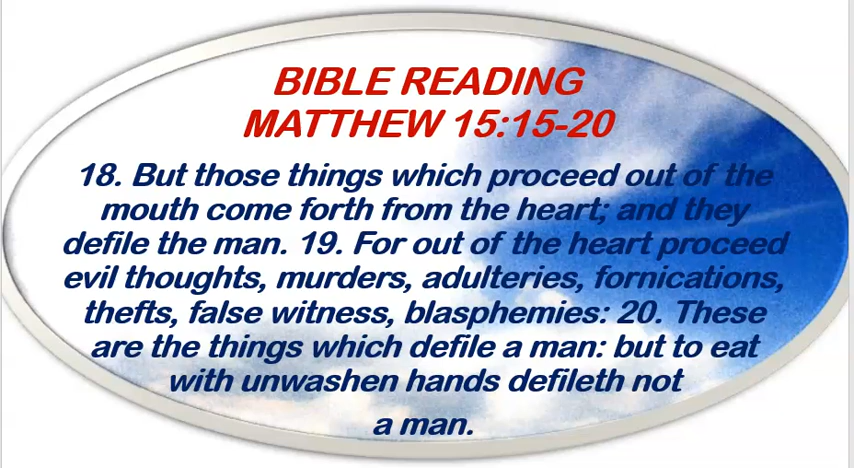 BIBLE READING
MATTHEW 15:15-20
18. But those things which proceed out of the
mouth come forth from the heart; and they
defile the man. 19. For out of the heart proceed
evil thoughts, murders, adulteries, fornications,
thefts, false witness, blasphemies: 20. These
are the things which defile a man: but to eat
with unwashen hands defileth not
a man.